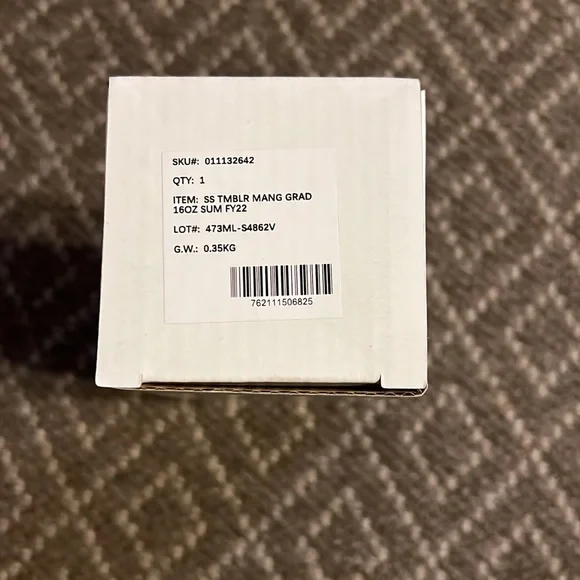 SKU#: 011132642
QTY: 1
ITEM: SS TMBLR MANG GRAD
16OZ SUM FY22
LOT#: 473ML-S4862V
G.W.: 0.35KG
762111506825